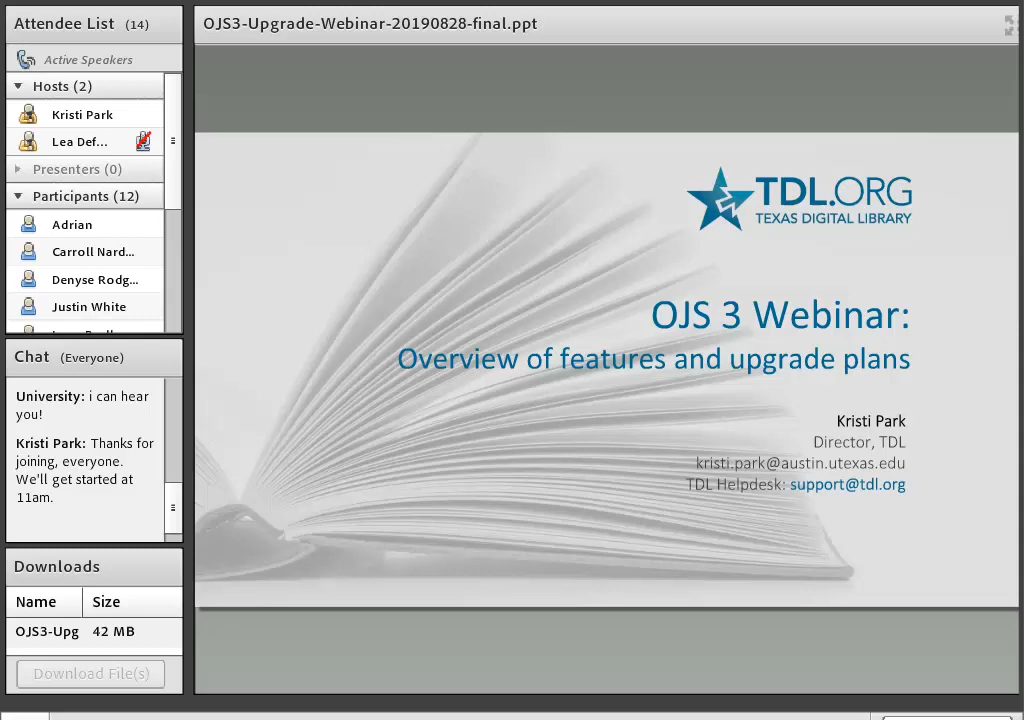 Attendee List (14)
Active Speakers
Hosts (2)
Kristi Park
Lea Def...
Presenters (0)
Participants (12)
Adrian
Carroll Nard...
Denyse Rodg...
Justin White
Chat (Everyone)
University: i can hear
you!
Kristi Park: Thanks for
joining, everyone.
We'll get started at
11am.
Downloads
Name Size
OJS3-Upg 42 MB
Download File(s)
OJS3-Upgrade-Webinar-20190828-final.ppt
TDL.ORG
TEXAS DIGITAL LIBRARY
OJS 3 Webinar:
Overview of features and upgrade plans
Kristi Park
Director, TDL
kristi.park@austin.utexas.edu
TDL Helpdesk: support@tdl.org